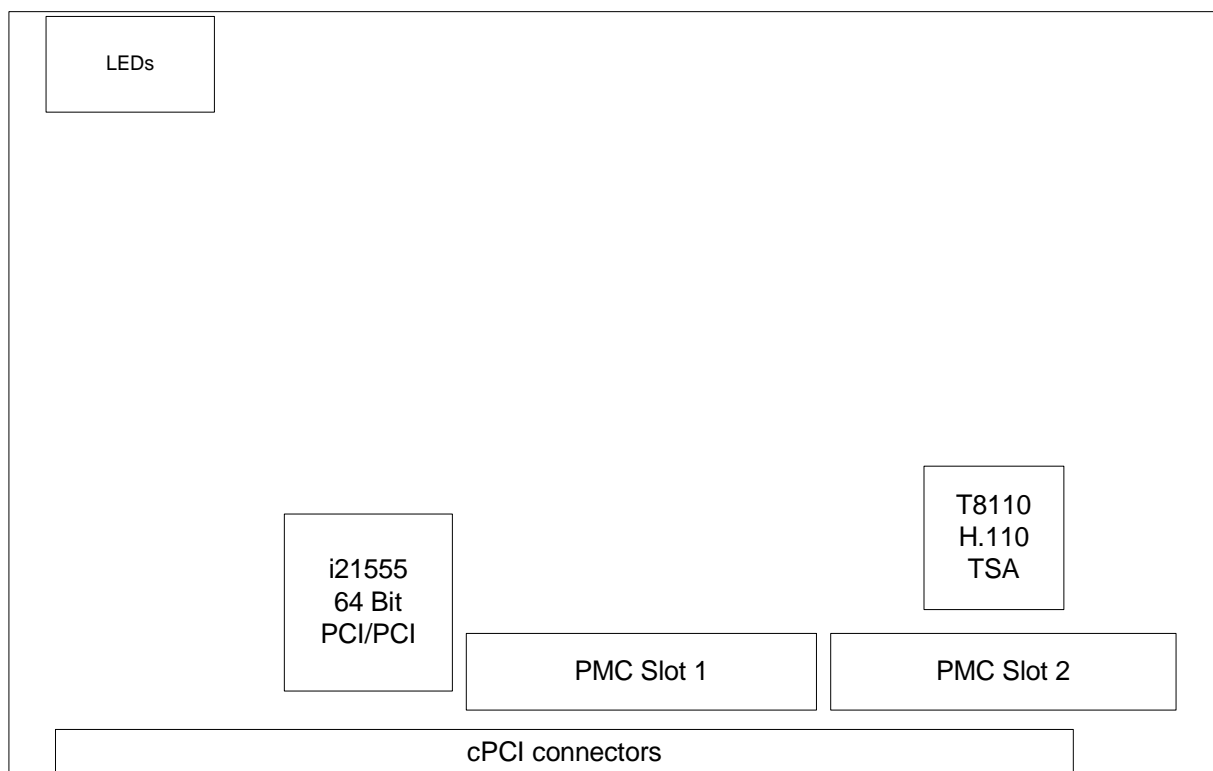 LEDs
T8110
H.110
TSA
i21555
64 Bit
PCI/PCI
PMC Slot 1
PMC Slot 2
cPCI connectors